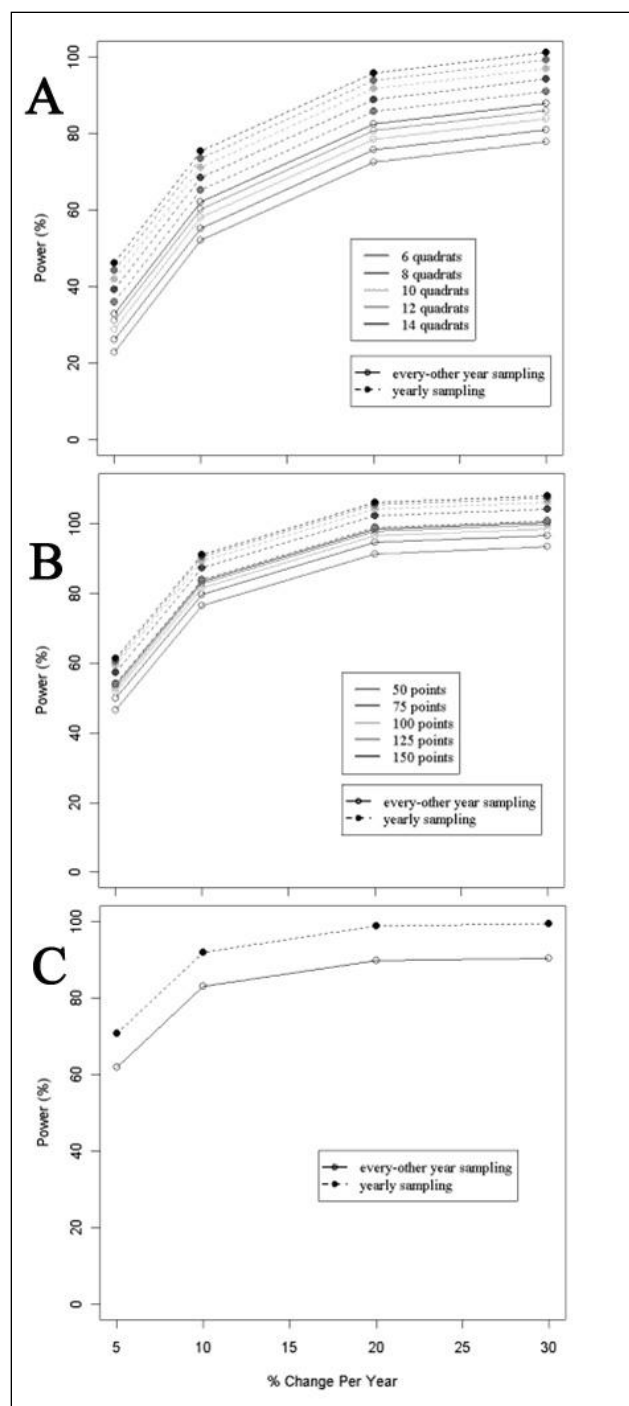 A
100
80
60
40
20
0
Power (%)
6 quadrats
8 quadrats
10 quadrats
12 quadrats
14 quadrats
every-other year sampling
yearly sampling
B
100
80
60
40
20
0
Power (%)
50 points
75 points
100 points
125 points
150 points
every-other year sampling
yearly sampling
C
100
80
60
40
20
0
Power (%)
every-other year sampling
yearly sampling
5 10 15 20 25 30
% Change Per Year